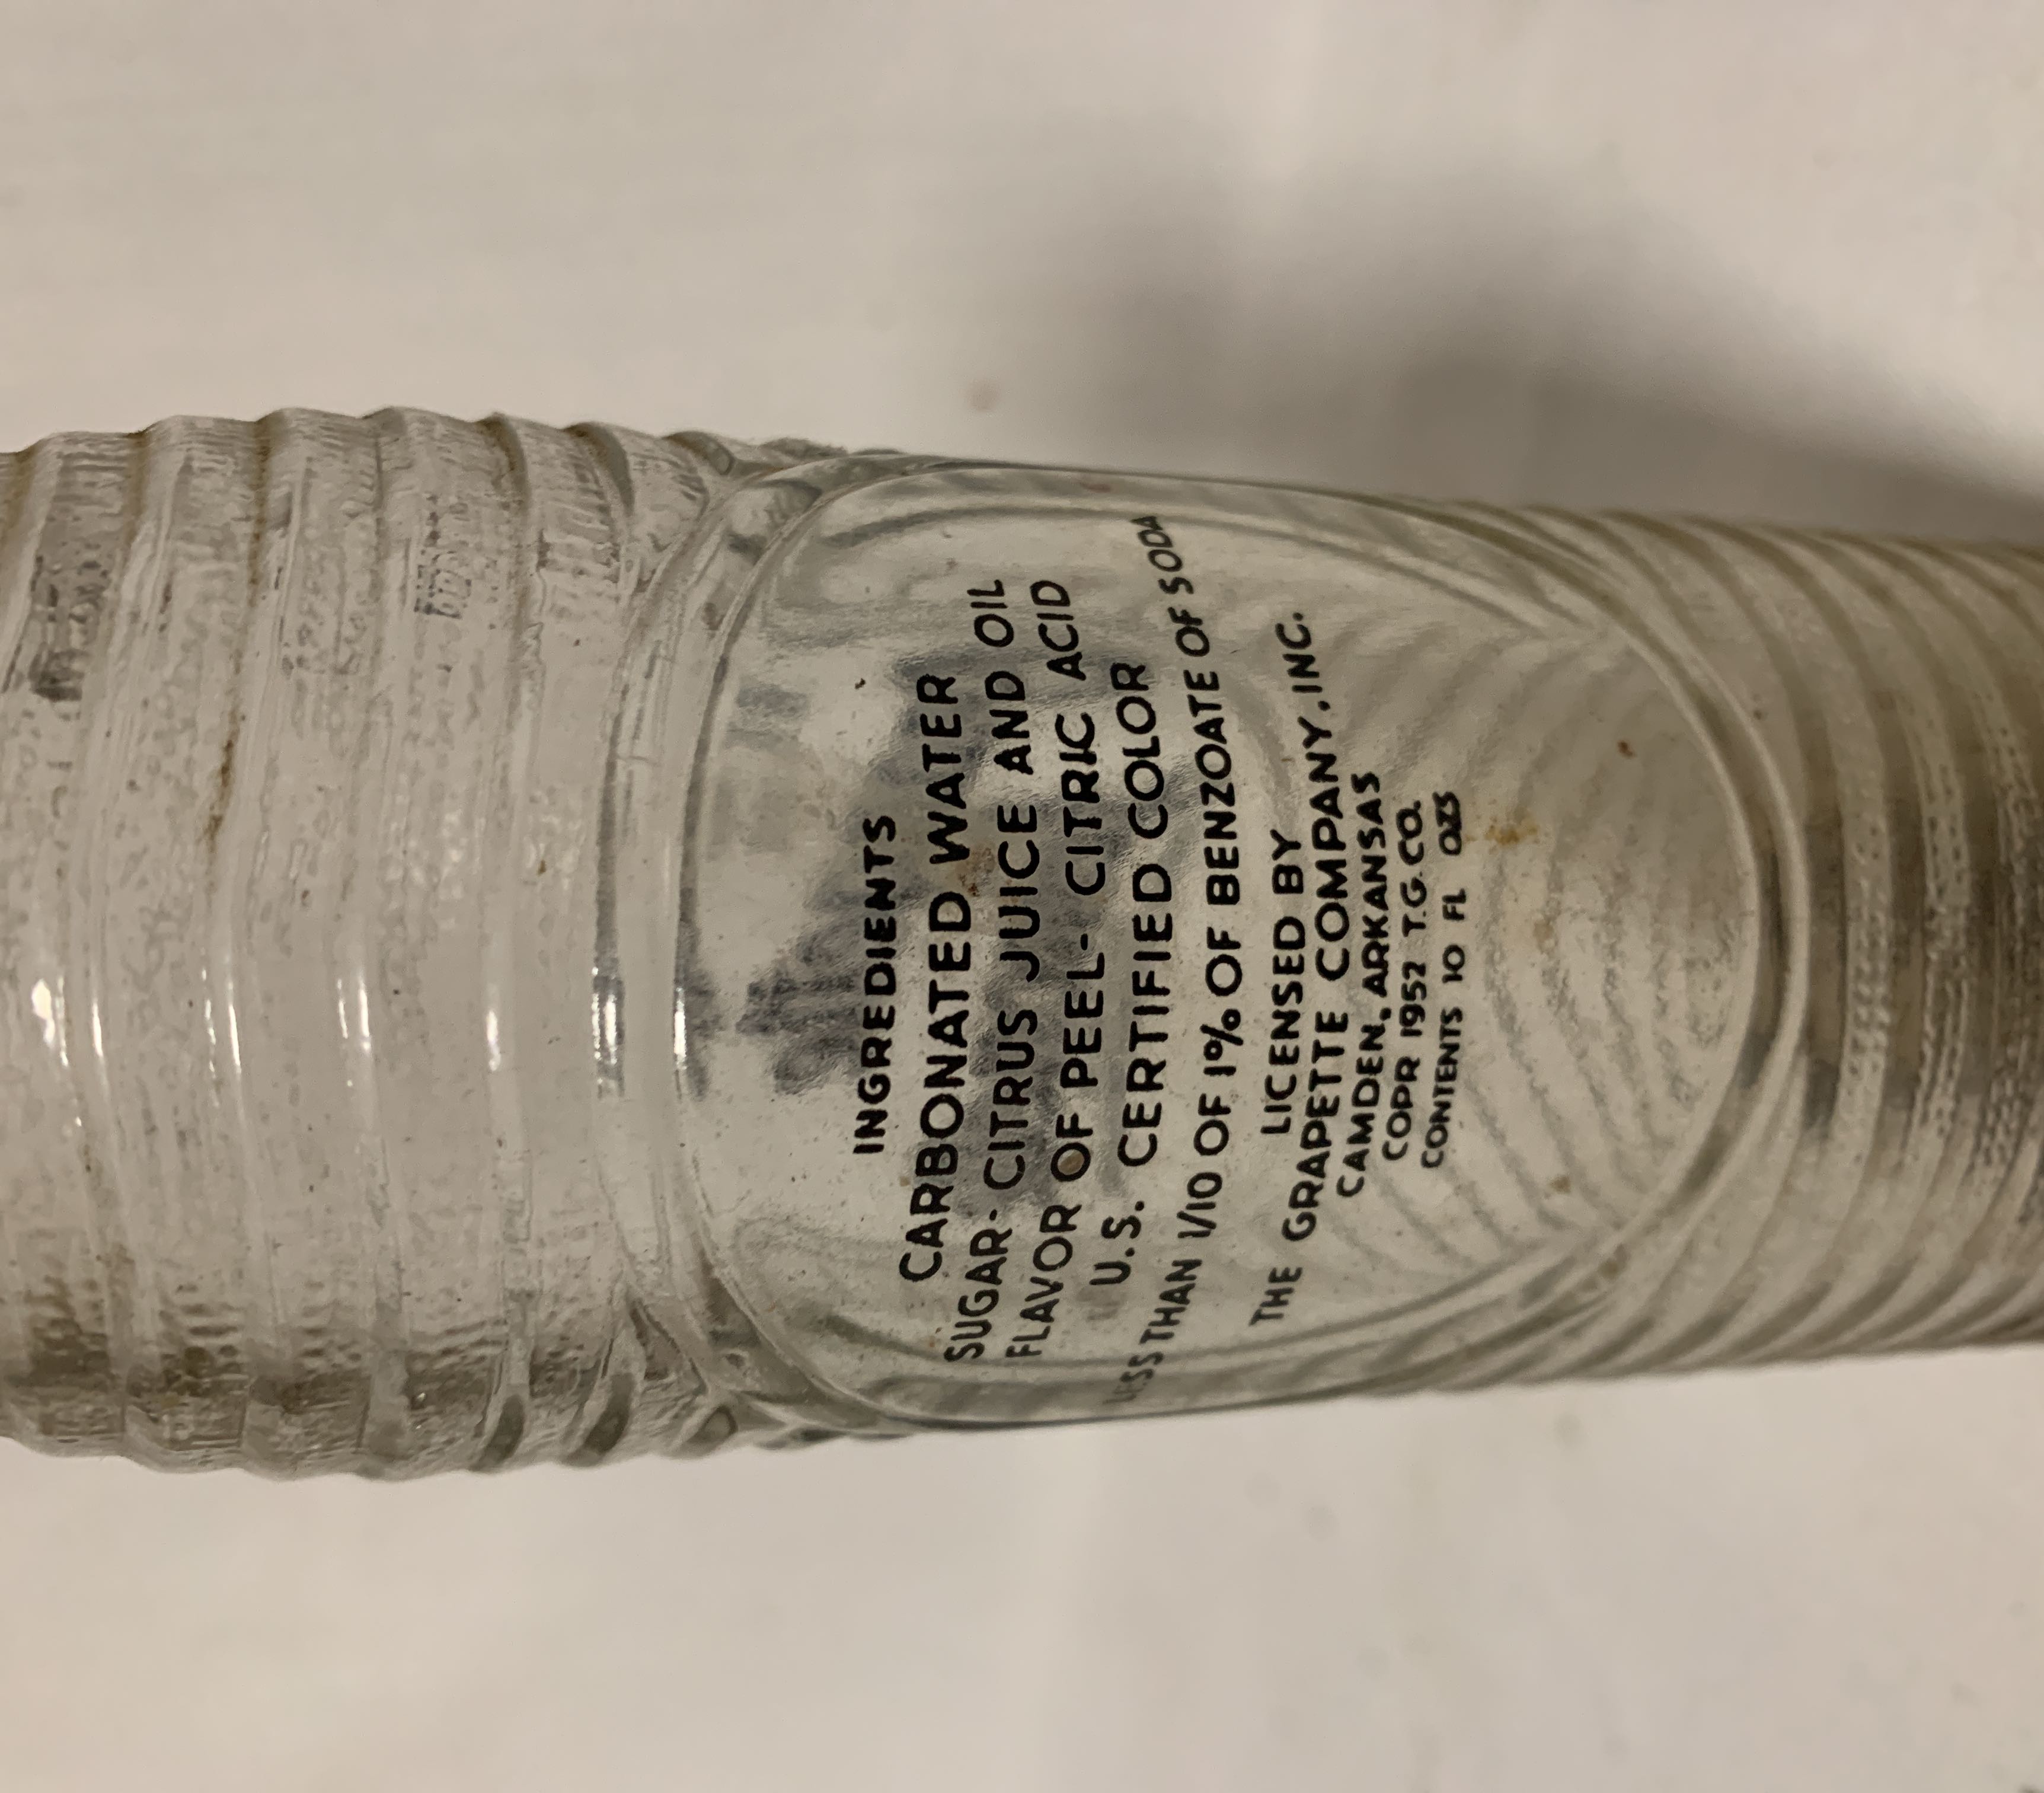 INGREDIENTS
CARBONATED WATER
SUGAR- CITRUS JUICE AND OIL
FLAVOR OF PEEL- CITRIC ACID
U.S. CERTIFIED COLOR
LESS THAN 1/10 OF 1% OF BENZOATE OF SODA
LICENSED BY
THE GRAPETTE COMPANY, INC.
CAMDEN, ARKANSAS
COPR 1952 T.G.CO.
CONTENTS 10 FL OZS